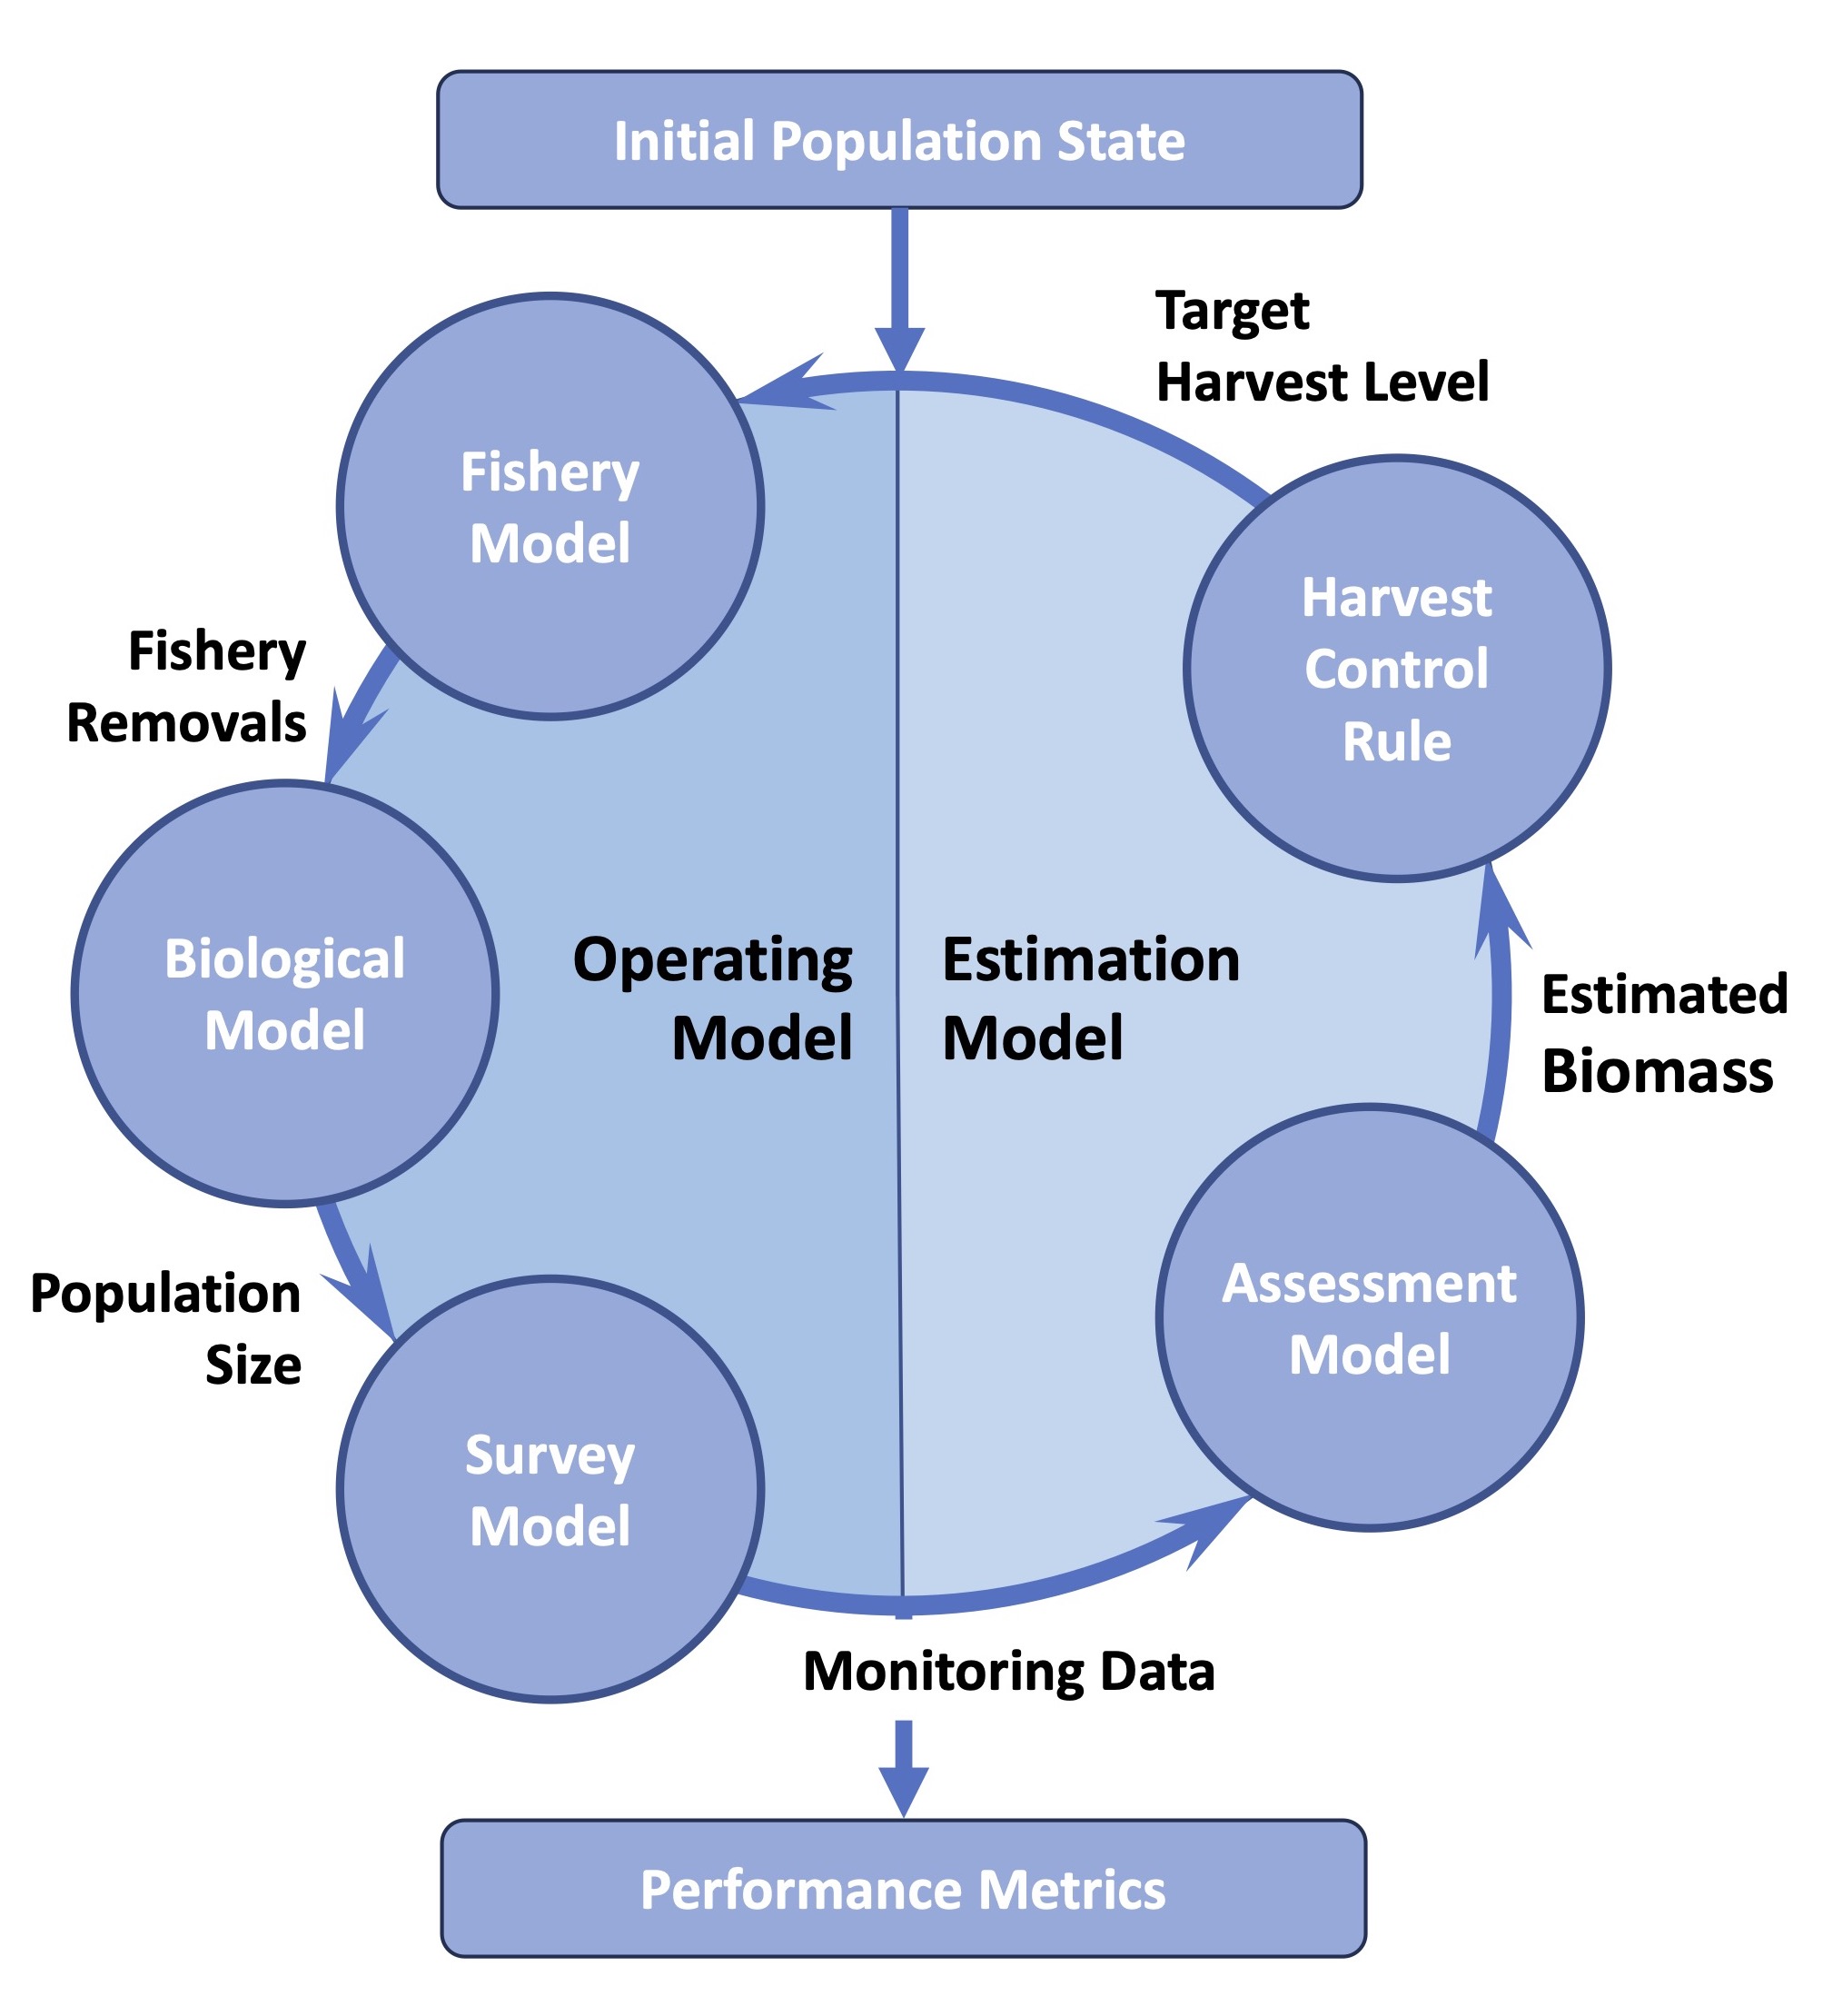 Initial Population State
Target
Harvest Level
Fishery
Model
Harvest
Control
Rule
Fishery
Removals
Biological
Model
Operating
Model
Estimation
Model
Estimated
Biomass
Population
Size
Assessment
Model
Survey
Model
Monitoring Data
Performance Metrics